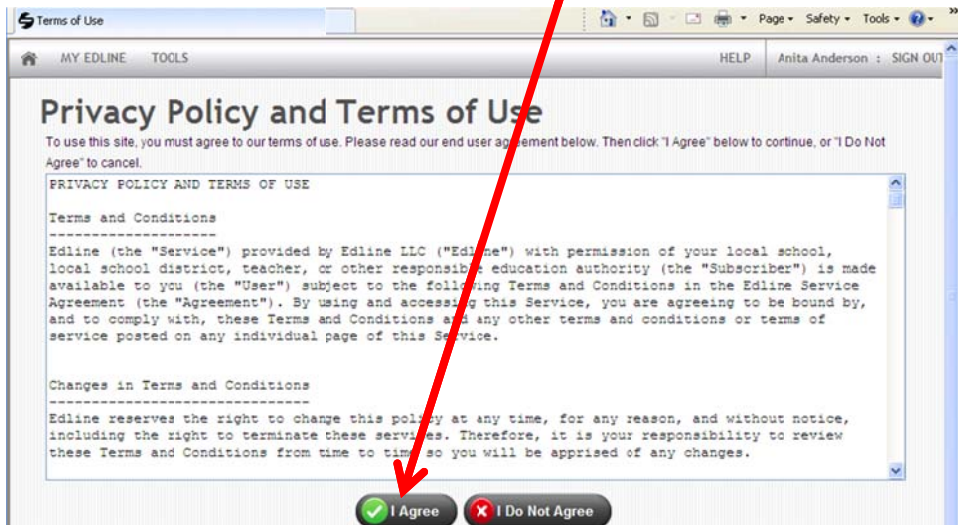 Terms of Use
Page Safety Tools
MY EDLINE TOOLS HELP Anita Anderson : SIGN OUT
Privacy Policy and Terms of Use
To use this site, you must agree to our terms of use. Please read our end user agreement below. Then click "I Agree" below to continue, or "I Do Not
Agree" to cancel.
PRIVACY POLICY AND TERMS OF USE
Terms and Conditions
--------------------
Edline (the "Service") provided by Edline LLC ("Edline") with permission of your local school,
local school district, teacher, or other responsible education authority (the "Subscriber") is made
available to you (the "User") subject to the following Terms and Conditions in the Edline Service
Agreement (the "Agreement"). By using and accessing this Service, you are agreeing to be bound by,
and to comply with, these Terms and Conditions and any other terms and conditions or terms of
service posted on any individual page of this Service.
Changes in Terms and Conditions
-------------------------------
Edline reserves the right to change this policy at any time, for any reason, and without notice,
including the right to terminate these services. Therefore, it is your responsibility to review
these Terms and Conditions from time to time so you will be apprised of any changes.
I Agree I Do Not Agree